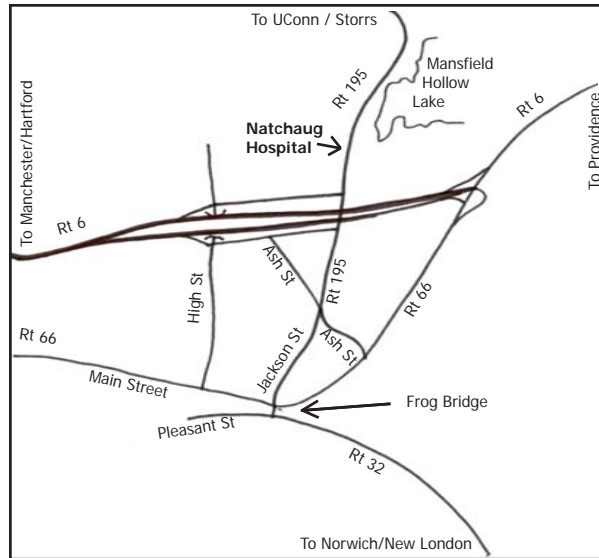 To UConn / Storrs
Rt 195
Mansfield
Hollow
Lake
Rt 6
Natchaug
Hospital
To Manchester/Hartford
To Providence
Rt 6
Ash St
Rt 195
High St
Rt 66
Rt 66
Jackson St
Ash St
Main Street
Frog Bridge
Pleasant St
Rt 32
To Norwich/New London